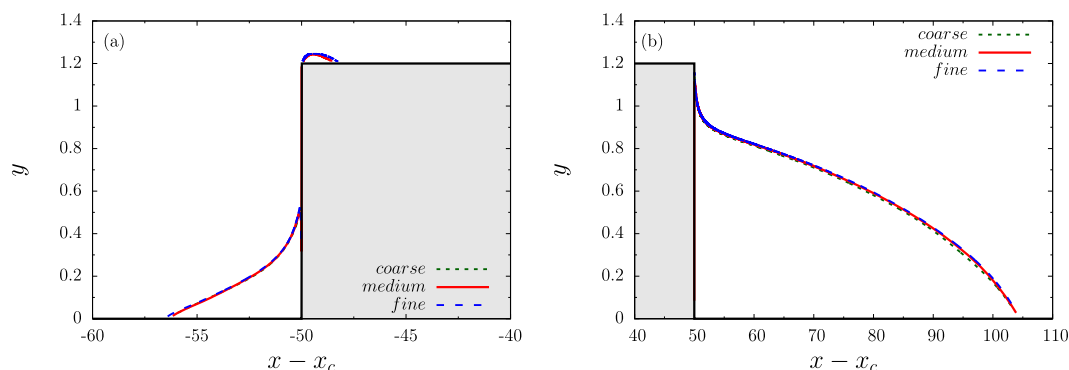 1.4
(a)
1.2
1
y
0.8
0.6
0.4
coarse
0.2
medium
fine
0
-60 -55 -50 -45 -40
x − x_c
1.4
(b) coarse
medium
1.2
fine
1
y
0.8
0.6
0.4
0.2
0
40 50 60 70 80 90 100 110
x − x_c